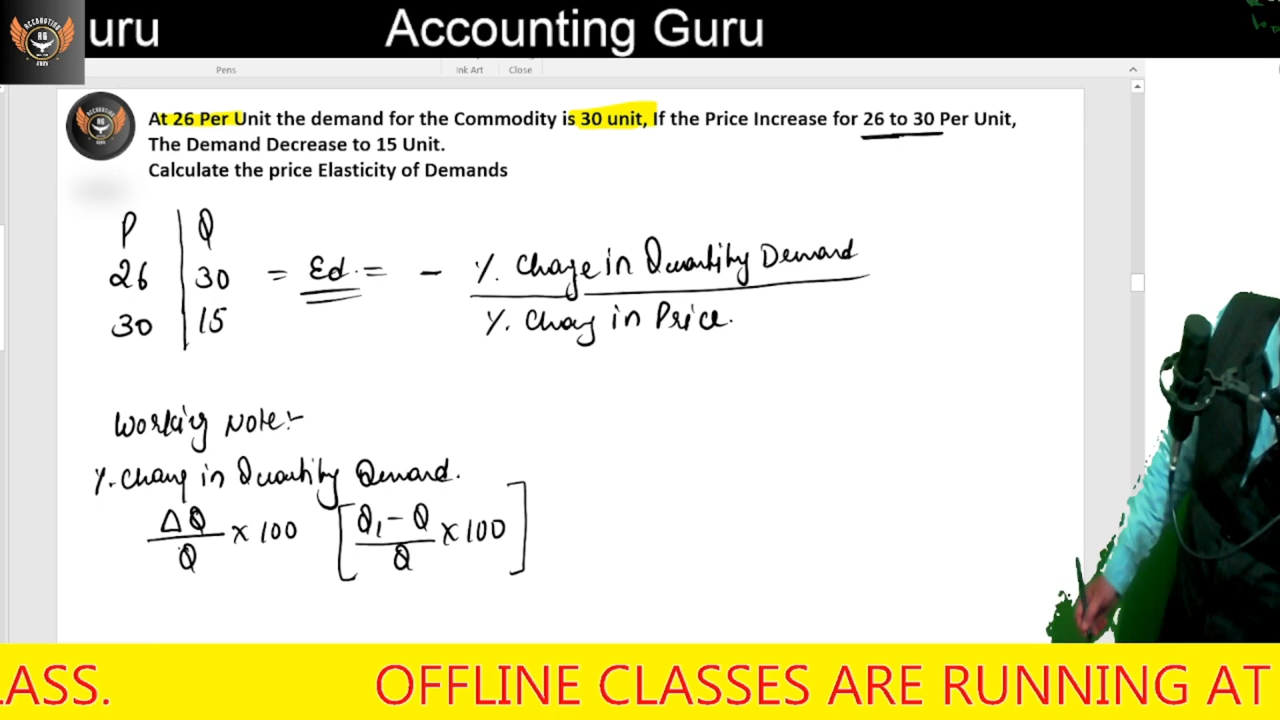 uru Accounting Guru
Pens Ink Art Close
At 26 Per Unit the demand for the Commodity is 30 unit, If the Price Increase for 26 to 30 Per Unit,
The Demand Decrease to 15 Unit.
Calculate the price Elasticity of Demands
P | Q
26 | 30 = Ed = - %. Change in Quantity Demand
30 | 15 %. Chang in Price.
Working Note:-
%. Chang in Quantity Demand.
ΔQ/Q × 100 [Q₁ - Q/Q × 100]
LASS. OFFLINE CLASSES ARE RUNNING AT